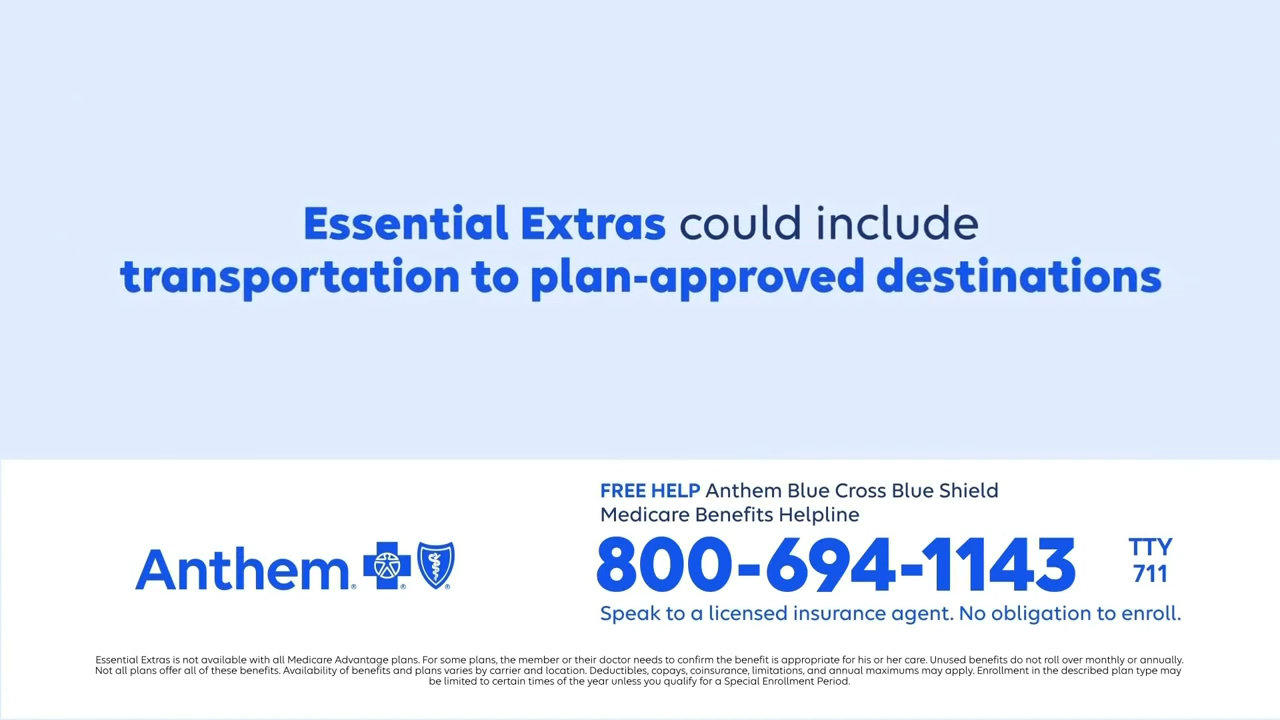 Essential Extras could include
transportation to plan-approved destinations
FREE HELP Anthem Blue Cross Blue Shield
Medicare Benefits Helpline
Anthem®
800-694-1143
TTY
711
Speak to a licensed insurance agent. No obligation to enroll.
Essential Extras is not available with all Medicare Advantage plans. For some plans, the member or their doctor needs to confirm the benefit is appropriate for his or her care. Unused benefits do not roll over monthly or annually.
Not all plans offer all of these benefits. Availability of benefits and plans varies by carrier and location. Deductibles, copays, coinsurance, limitations, and annual maximums may apply. Enrollment in the described plan type may
be limited to certain times of the year unless you qualify for a Special Enrollment Period.